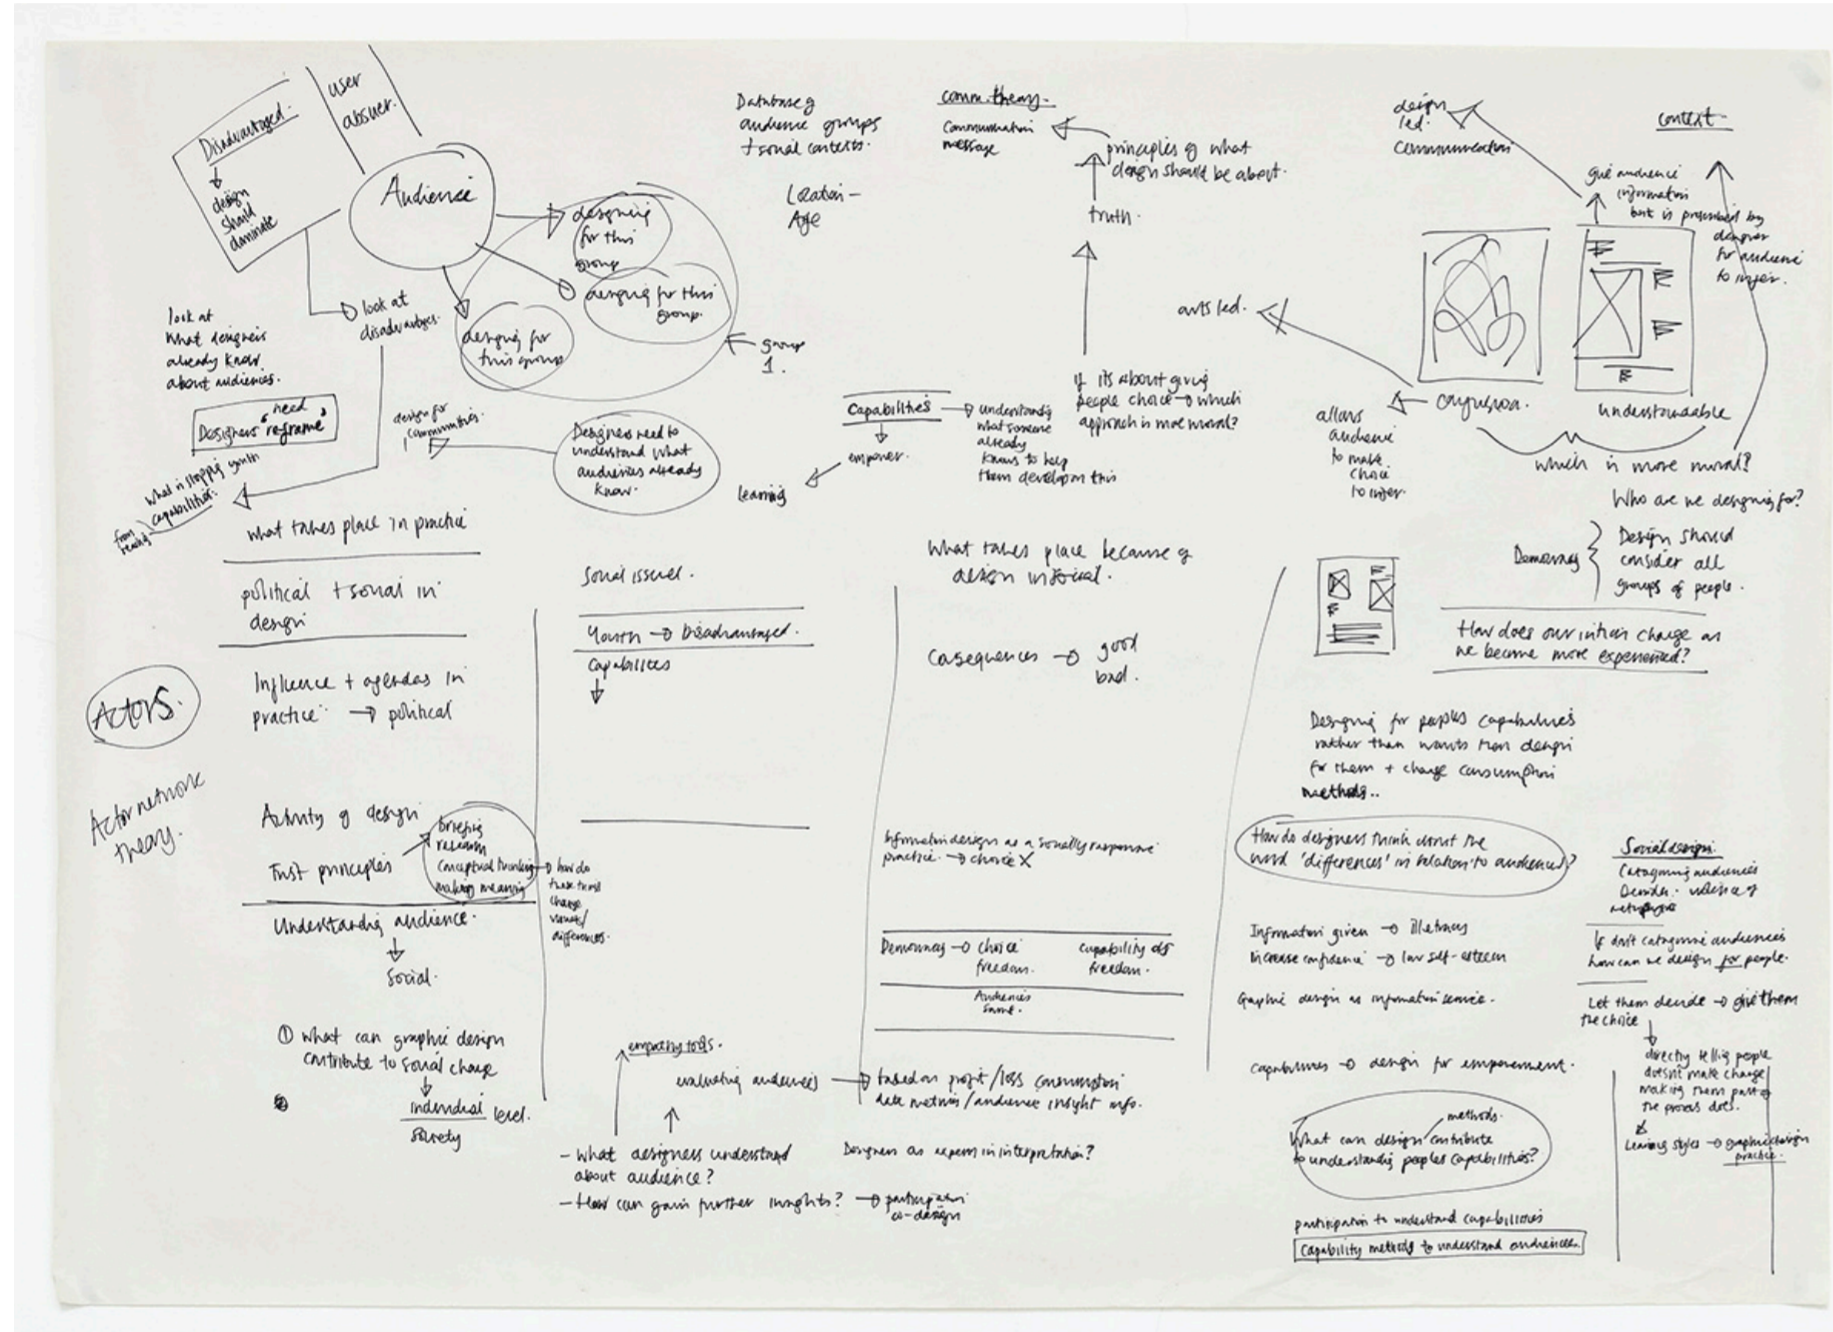 user
Disadvantaged.
design
should
dominate
Audience
designing
for this
group
designing for this
group.
designing for
this group
group
1.
look at
disadvantages.
look at
what designers
already know
about audiences.
need
Designers 'reframe'
what is stopping youth
capabilities.
from
design for
communities.
Designers need to
understand what
audiences already
know.
Database of
audience groups
+ social contexts.
Location –
Age
comm. theory.
communication
message
principles of what
design should be about.
truth.
if its about giving
people choice → which
approach is more moral?
Capabilities → understanding
what someone
already
knows to help
them develop on this
empower.
learning
arts led.
design
led.
communication
context.
give audience
information
but is prescribed by
designer
for audience
to infer.
confusion.
understandable
allows
audience
to make
choice
to infer.
which is more moral?
Who are we designing for?
Democracy
Design should
consider all
groups of people.
How does our intion change as
we become more experienced?
what takes place in practice
political + social in
design
Influence + agendas in
practice → political
Actors.
Actor network
theory.
Activity of design
First principles
briefing
research
conceptual thinking
making meaning
→ how do
these things
change
values/
differences.
Understanding audience.
Social.
① What can graphic design
contribute to social change
individual level.
society
Social issues.
Youth → Disadvantaged.
Capabilities
What takes place because of
design in social.
Consequences → good
bad.
Information design as a socially responsive
practice. → choice X
Democracy → choice
freedom.
capability of
freedom.
Audiences
same.
empathy tools.
evaluating audiences → based on profit/loss consumption
data metrics/audience insight info.
– What designers understand
about audience?
– How can gain further insights? → participation
co-design
Designers as experts in interpretation?
Designing for peoples capabilities
rather than wants then design
for them + change consumption
methods..
How do designers think about the
word 'differences' in relation to audiences?
Information given → illiteracy
increase confidence → low self-esteem
Graphic design as information service.
Capabilities → design for empowerment.
methods.
What can design contribute
to understanding peoples capabilities?
participation to understand capabilities
Capability methods to understand audiences.
Social design.
Catagorising audiences
If don't catagorise audiences
how can we design for people.
Let them decide → give them
the choice
directly telling people
doesn't make change
making them part of
the process does.
Learning styles → graphic design
practice.